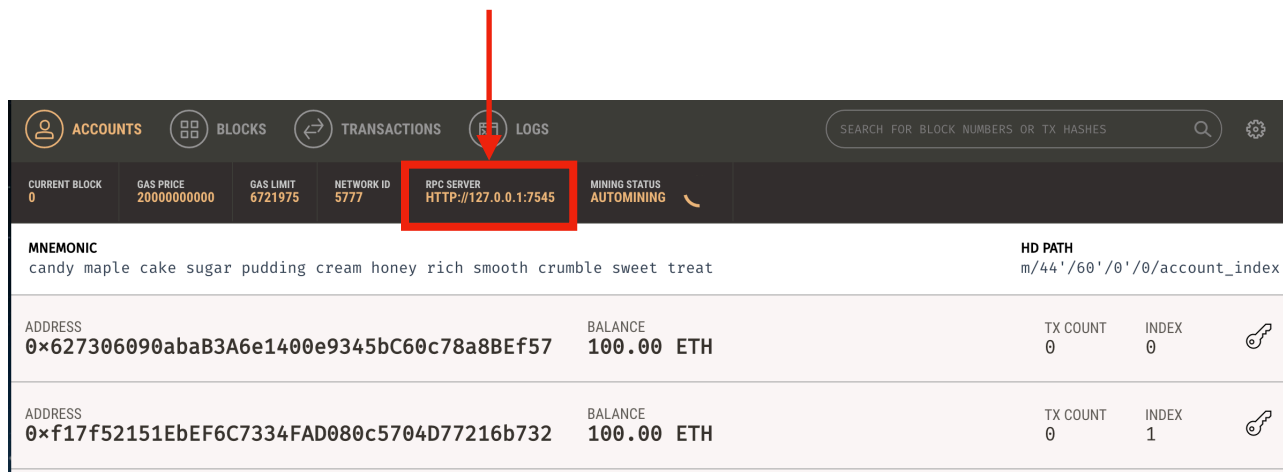 ACCOUNTS BLOCKS TRANSACTIONS LOGS SEARCH FOR BLOCK NUMBERS OR TX HASHES
CURRENT BLOCK GAS PRICE GAS LIMIT NETWORK ID RPC SERVER MINING STATUS
0 20000000000 6721975 5777 HTTP://127.0.0.1:7545 AUTOMINING
MNEMONIC HD PATH
candy maple cake sugar pudding cream honey rich smooth crumble sweet treat m/44'/60'/0'/0/account_index
ADDRESS BALANCE TX COUNT INDEX
0×627306090abaB3A6e1400e9345bC60c78a8BEf57 100.00 ETH 0 0
ADDRESS BALANCE TX COUNT INDEX
0×f17f52151EbEF6C7334FAD080c5704D77216b732 100.00 ETH 0 1